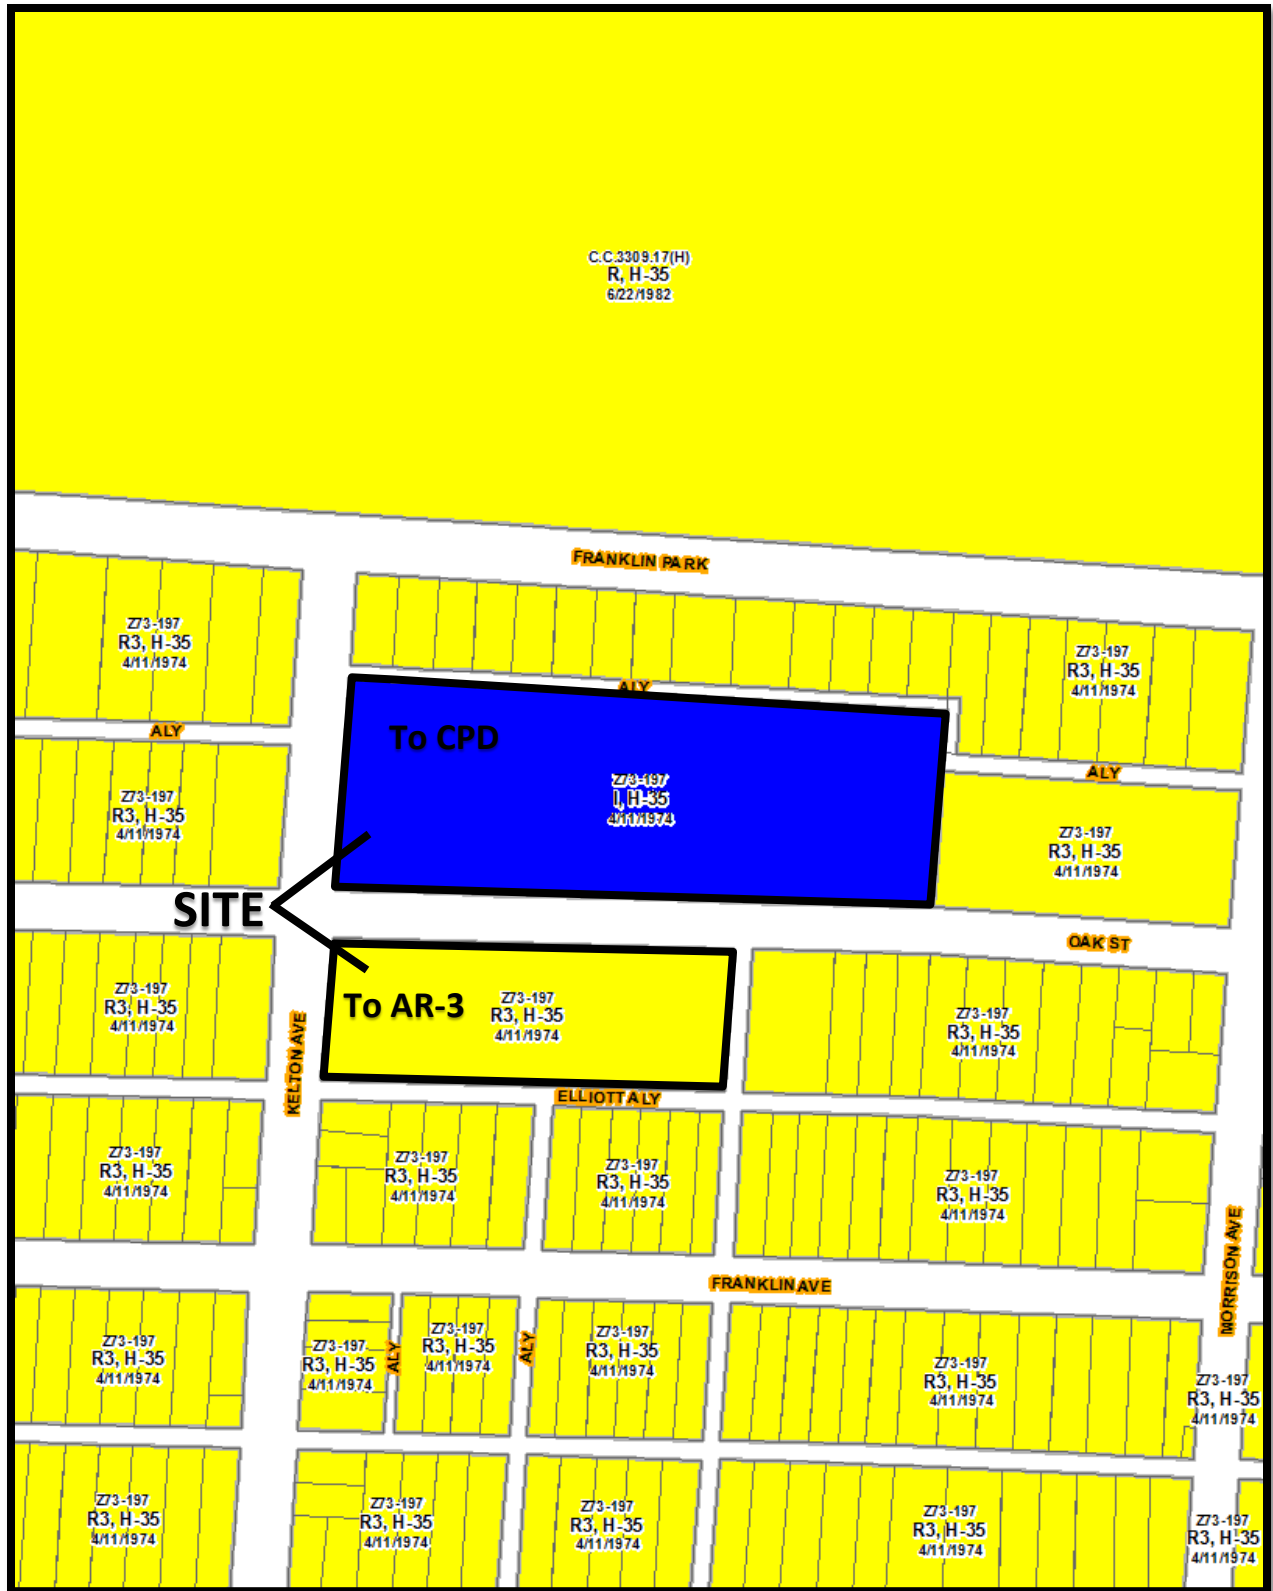 C.C.3309.17(H)
R, H-35
6/22/1982
FRANKLIN PARK
Z73-197
R3, H-35
4/11/1974
Z73-197
R3, H-35
4/11/1974
ALY
ALY
To CPD
ALY
Z73-197
I, H-35
4/11/1974
Z73-197
R3, H-35
4/11/1974
Z73-197
R3, H-35
4/11/1974
SITE
OAK ST
To AR-3
Z73-197
R3, H-35
4/11/1974
Z73-197
R3, H-35
4/11/1974
Z73-197
R3, H-35
4/11/1974
KELTON AVE
ELLIOTT ALY
Z73-197
R3, H-35
4/11/1974
Z73-197
R3, H-35
4/11/1974
Z73-197
R3, H-35
4/11/1974
Z73-197
R3, H-35
4/11/1974
MORRISON AVE
FRANKLIN AVE
Z73-197
R3, H-35
4/11/1974
Z73-197
R3, H-35
4/11/1974
ALY
Z73-197
R3, H-35
4/11/1974
ALY
Z73-197
R3, H-35
4/11/1974
Z73-197
R3, H-35
4/11/1974
Z73-197
R3, H-35
4/11/1974
Z73-197
R3, H-35
4/11/1974
Z73-197
R3, H-35
4/11/1974
Z73-197
R3, H-35
4/11/1974
Z73-197
R3, H-35
4/11/1974
Z73-197
R3, H-35
4/11/1974